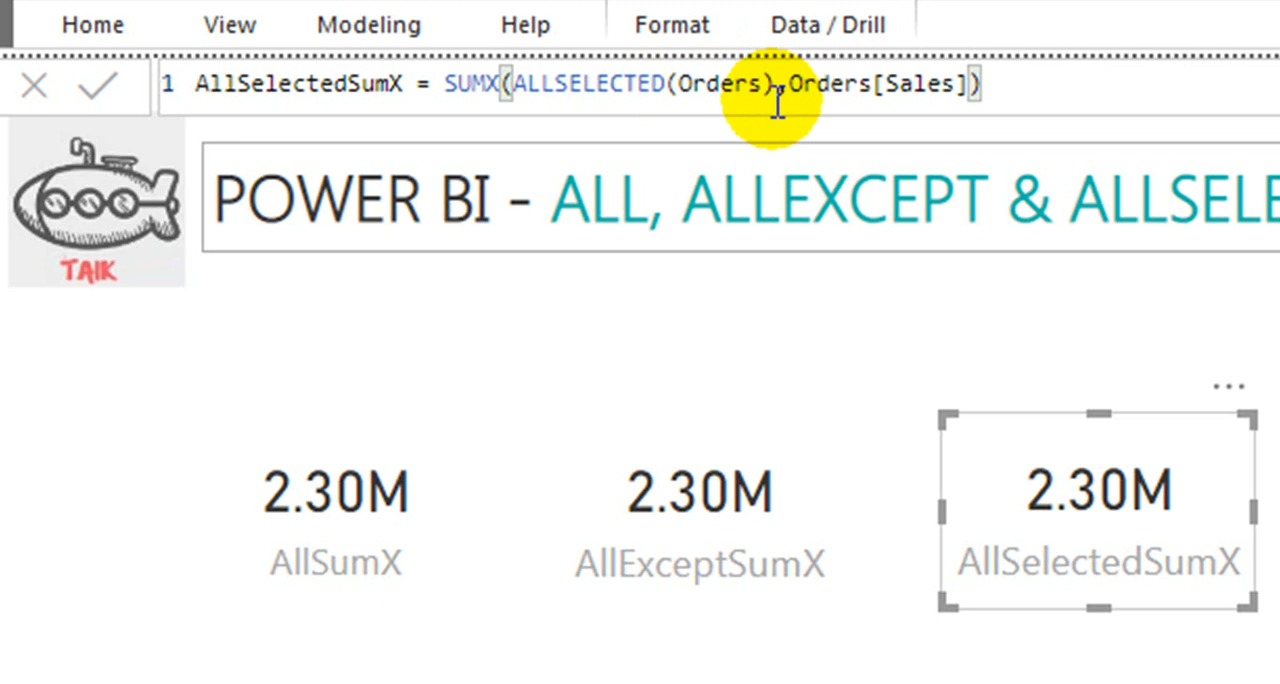 Home View Modeling Help Format Data / Drill
1 AllSelectedSumX = SUMX(ALLSELECTED(Orders),Orders[Sales])
TAIK
POWER BI - ALL, ALLEXCEPT & ALLSELE
2.30M 2.30M 2.30M
AllSumX AllExceptSumX AllSelectedSumX